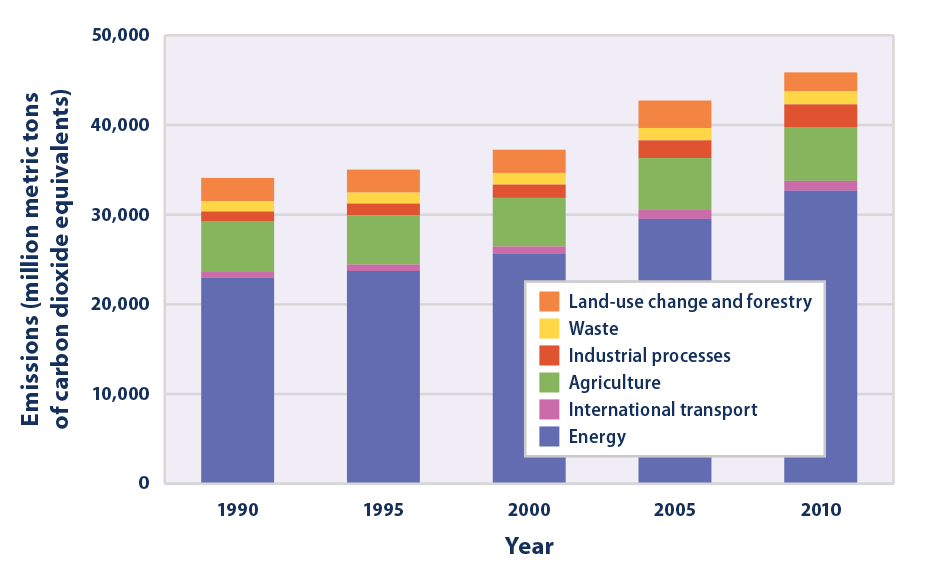 50,000
40,000
30,000
20,000
10,000
0
Emissions (million metric tons
of carbon dioxide equivalents)
Land-use change and forestry
Waste
Industrial processes
Agriculture
International transport
Energy
1990 1995 2000 2005 2010
Year